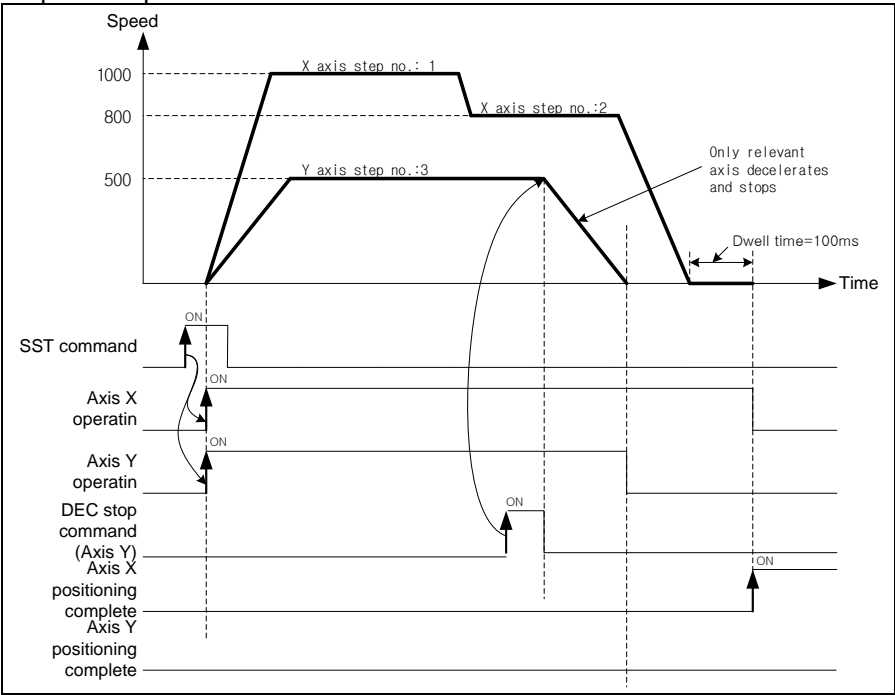 Speed
1000
X axis step no.: 1
800
X axis step no.:2
500
Y axis step no.:3
Only relevant
axis decelerates
and stops
Dwell time=100ms
Time
ON
SST command
ON
Axis X
operatin
ON
Axis Y
operatin
DEC stop
command
(Axis Y)
ON
Axis X
positioning
complete
ON
Axis Y
positioning
complete